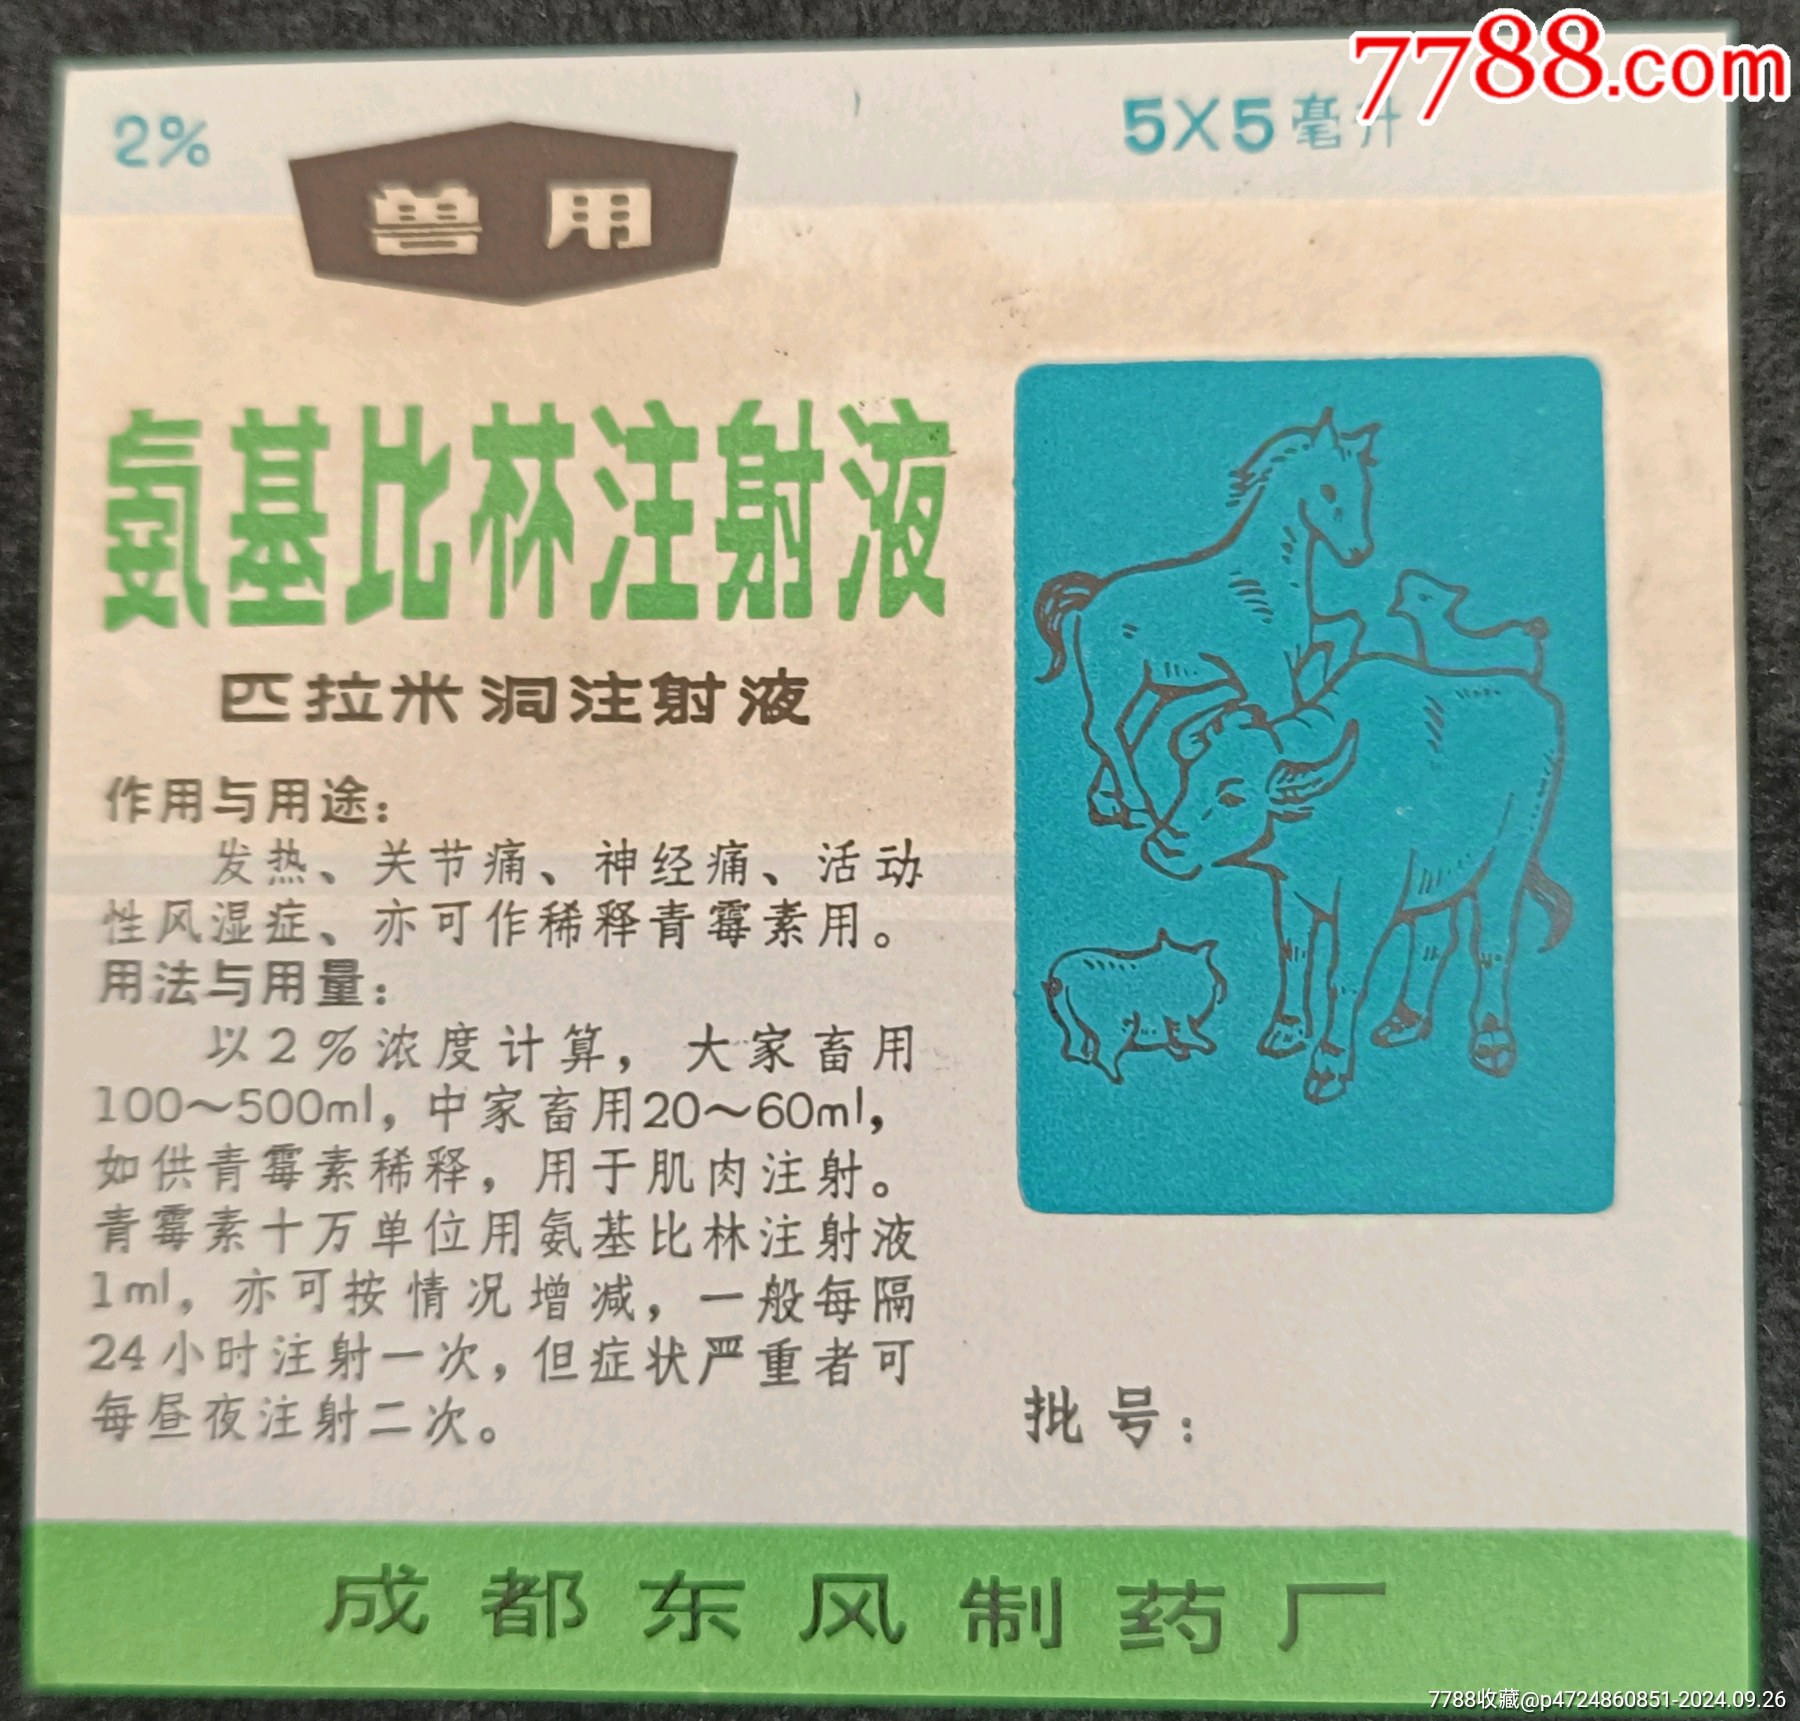 7788.com
2%
5X5毫升
兽用
氨基比林注射液
匹拉米洞注射液
作用与用途：
发热、关节痛、神经痛、活动
性风湿症、亦可作稀释青霉素用。
用法与用量：
以2%浓度计算，大家畜用
100～500ml，中家畜用20～60ml，
如供青霉素稀释，用于肌肉注射。
青霉素十万单位用氨基比林注射液
1ml，亦可按情况增减，一般每隔
24小时注射一次，但症状严重者可
每昼夜注射二次。
批号：
成都东风制药厂
7788收藏@p4724860851-2024.09.26